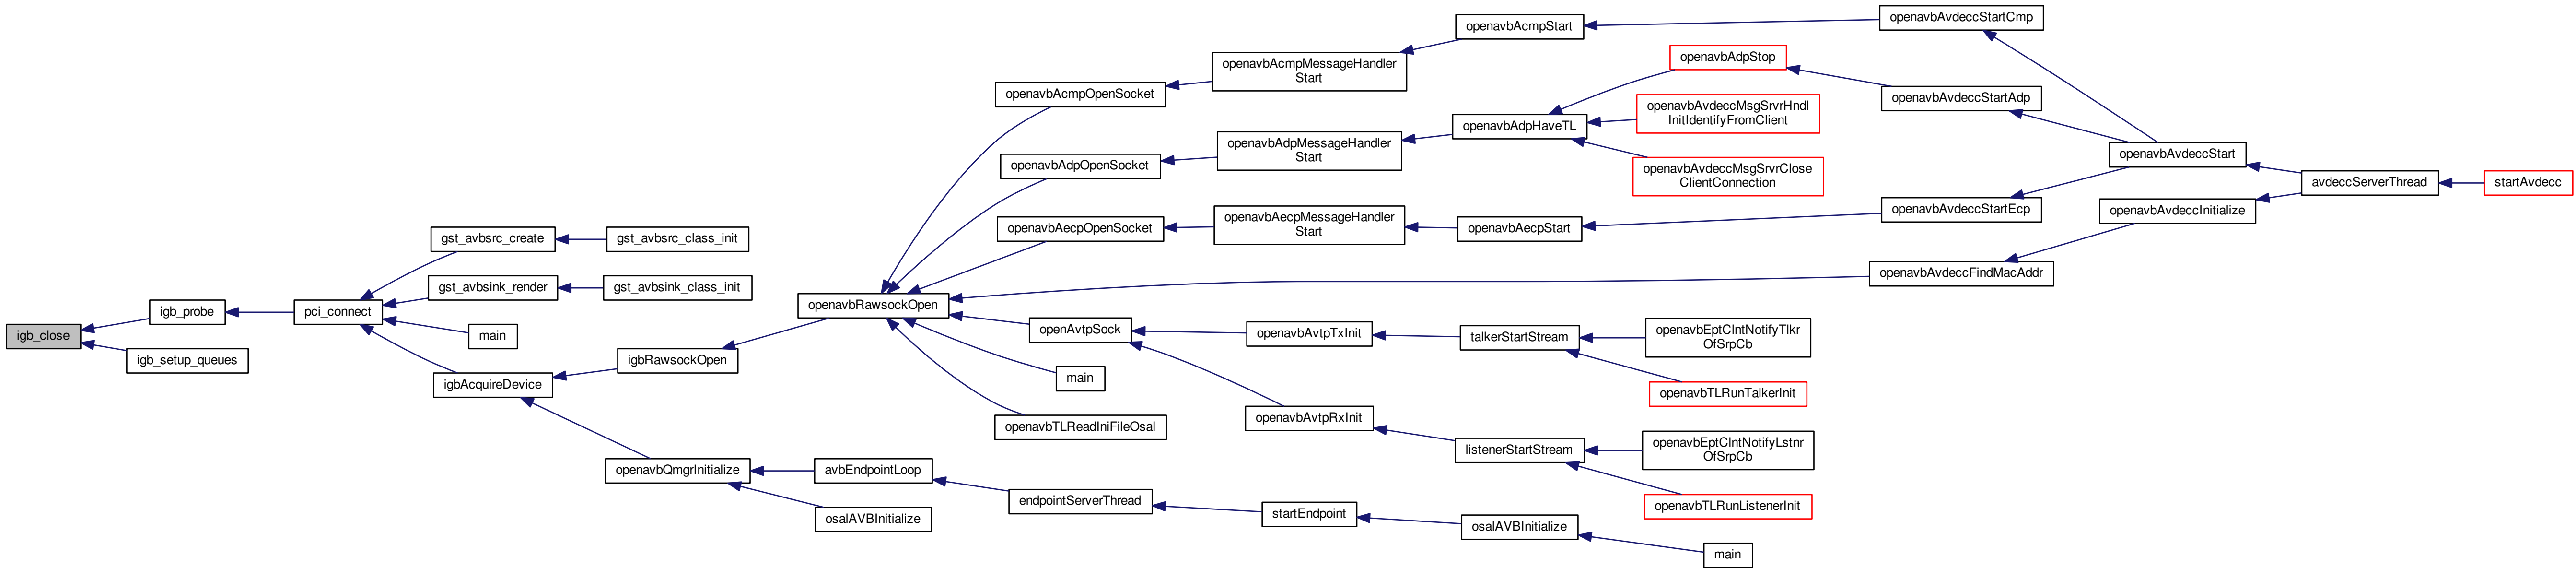 igb_close
igb_probe
igb_setup_queues
pci_connect
gst_avbsrc_create
gst_avbsrc_class_init
gst_avbsink_render
gst_avbsink_class_init
main
igbAcquireDevice
igbRawsockOpen
openavbQmgrInitialize
avbEndpointLoop
osalAVBInitialize
openavbRawsockOpen
openavbAcmpOpenSocket
openavbAdpOpenSocket
openavbAecpOpenSocket
openAvtpSock
main
openavbTLReadIniFileOsal
endpointServerThread
openavbAcmpMessageHandler
Start
openavbAdpMessageHandler
Start
openavbAecpMessageHandler
Start
openavbAvtpTxInit
openavbAvtpRxInit
startEndpoint
openavbAcmpStart
openavbAdpHaveTL
openavbAecpStart
talkerStartStream
listenerStartStream
osalAVBInitialize
openavbAdpStop
openavbAvdeccMsgSrvrHndl
InitIdentifyFromClient
openavbAvdeccMsgSrvrClose
ClientConnection
openavbEptClntNotifyTlkr
OfSrpCb
openavbTLRunTalkerInit
openavbEptClntNotifyLstnr
OfSrpCb
openavbTLRunListenerInit
main
openavbAvdeccStartCmp
openavbAvdeccStartAdp
openavbAvdeccStartEcp
openavbAvdeccFindMacAddr
openavbAvdeccStart
openavbAvdeccInitialize
avdeccServerThread
startAvdecc